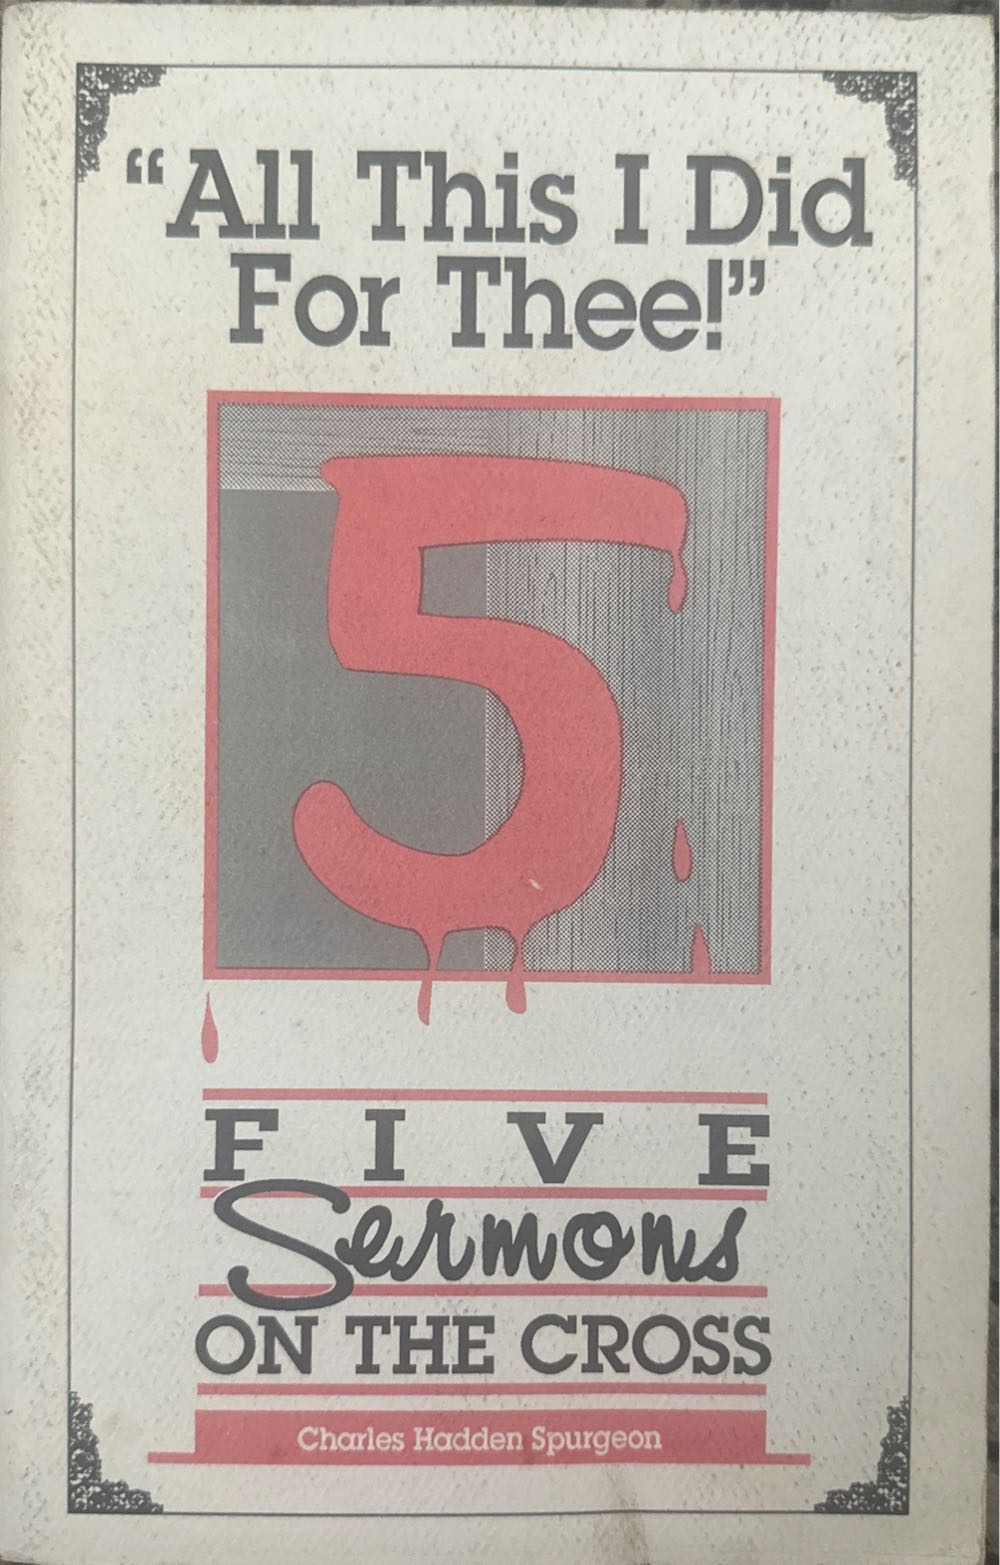 “All This I Did
For Thee!”
5
FIVE
Sermons
ON THE CROSS
Charles Hadden Spurgeon